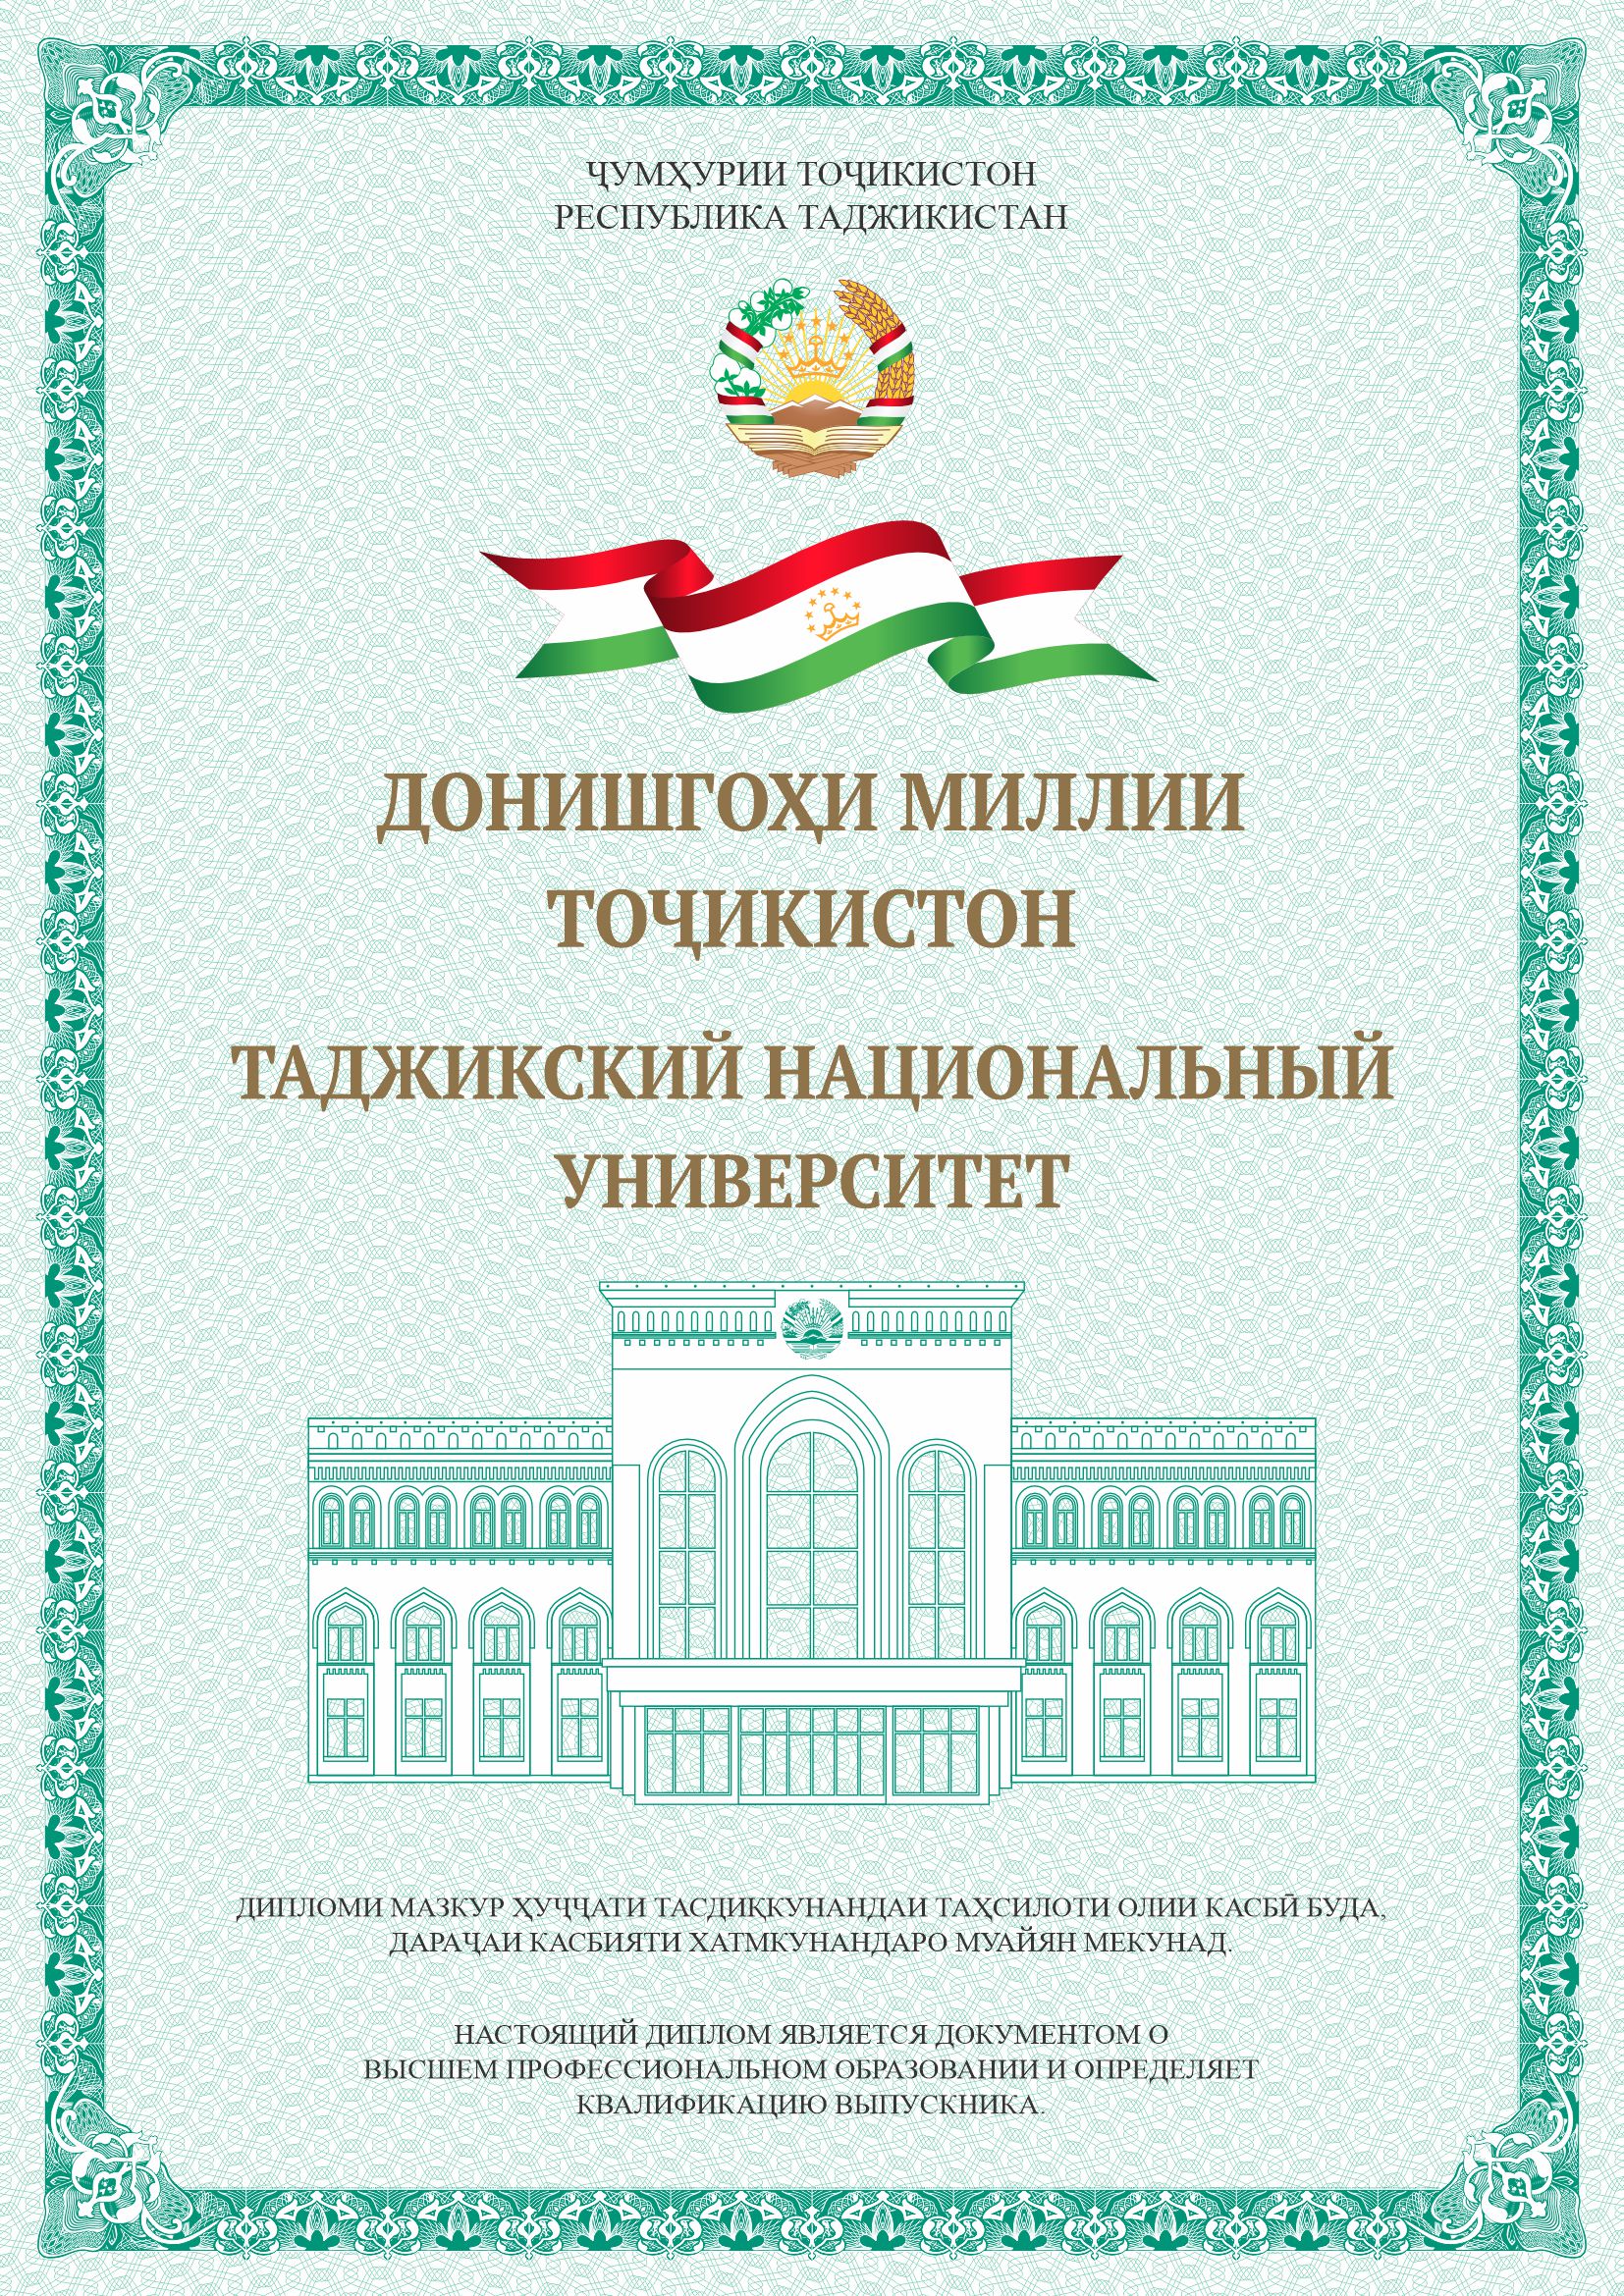 ҶУМҲУРИИ ТОҶИКИСТОН
РЕСПУБЛИКА ТАДЖИКИСТАН
ДОНИШГОҲИ МИЛЛИИ
ТОҶИКИСТОН
ТАДЖИКСКИЙ НАЦИОНАЛЬНЫЙ
УНИВЕРСИТЕТ
ДИПЛОМИ МАЗКУР ҲУҶҶАТИ ТАСДИҚКУНАНДАИ ТАҲСИЛОТИ ОЛИИ КАСБӢ БУДА,
ДАРАҶАИ КАСБИЯТИ ХАТМКУНАНДАРО МУАЙЯН МЕКУНАД.
НАСТОЯЩИЙ ДИПЛОМ ЯВЛЯЕТСЯ ДОКУМЕНТОМ О
ВЫСШЕМ ПРОФЕССИОНАЛЬНОМ ОБРАЗОВАНИИ И ОПРЕДЕЛЯЕТ
КВАЛИФИКАЦИЮ ВЫПУСКНИКА.